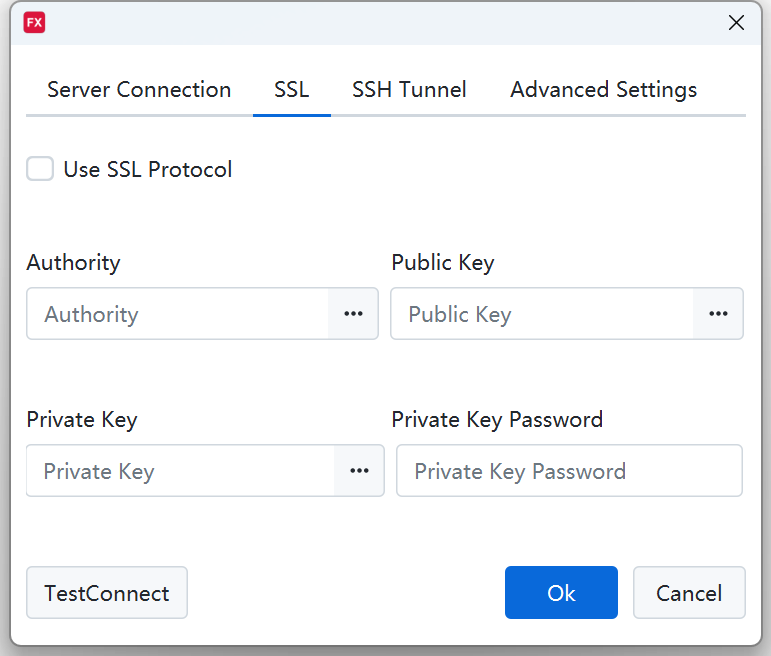 FX
Server Connection SSL SSH Tunnel Advanced Settings
Use SSL Protocol
Authority Public Key
Authority ••• Public Key •••
Private Key Private Key Password
Private Key ••• Private Key Password
TestConnect Ok Cancel